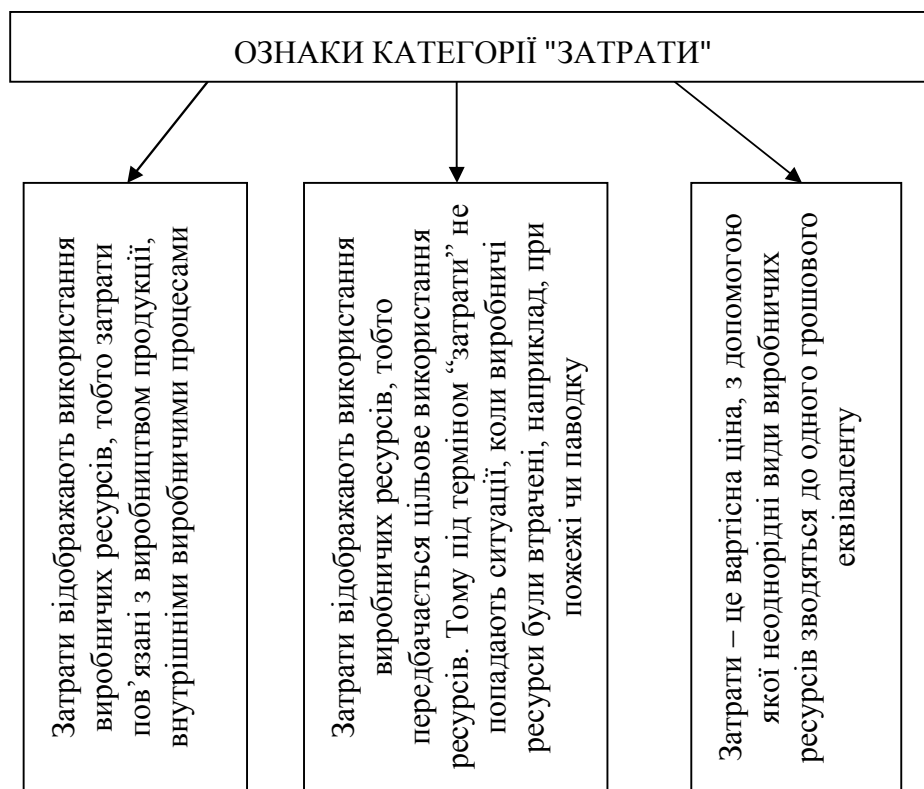 ОЗНАКИ КАТЕГОРІЇ "ЗАТРАТИ"
Затрати відображають використання
виробничих ресурсів, тобто затрати
пов’язані з виробництвом продукції,
внутрішніми виробничими процесами
Затрати відображають використання
виробничих ресурсів, тобто
передбачається цільове використання
ресурсів. Тому під терміном “затрати” не
попадають ситуації, коли виробничі
ресурси були втрачені, наприклад, при
пожежі чи паводку
Затрати – це вартісна ціна, з допомогою
якої неоднорідні види виробничих
ресурсів зводяться до одного грошового
еквіваленту